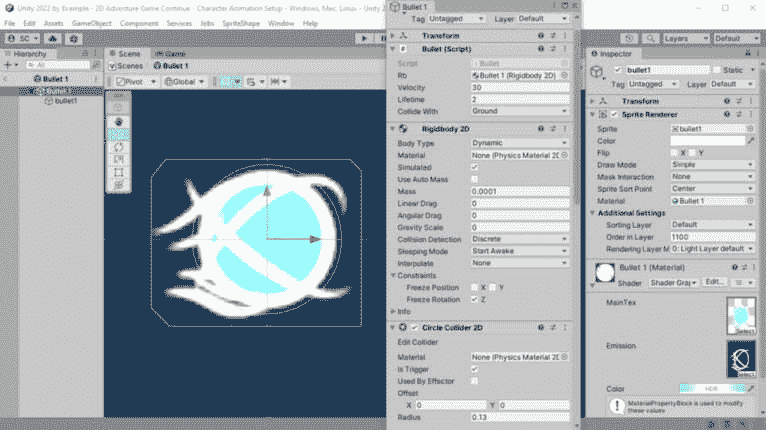 Unity 2022 by Example - 2D Adventure Game Continue - Character Animation Setup - Windows, Mac, Linux - Unity 2
File Edit Assets GameObject Component Services Jobs SpriteShape Window Help
SC
Layers Default
Hierarchy
All
Bullet 1
Bullet 1
bullet1
Scene Game
Scenes Bullet 1
Pivot Global
Bullet 1
Tag Untagged Layer Default
Transform
Bullet (Script)
Script Bullet
Rb Bullet 1 (Rigidbody 2D)
Velocity 30
Lifetime 2
Collide With Ground
Rigidbody 2D
Body Type Dynamic
Material None (Physics Material 2D
Simulated
Use Auto Mass
Mass 0.0001
Linear Drag 0
Angular Drag 0
Gravity Scale 0
Collision Detection Discrete
Sleeping Mode Start Awake
Interpolate None
Constraints
Freeze Position X Y
Freeze Rotation Z
Info
Circle Collider 2D
Edit Collider
Material None (Physics Material 2D
Is Trigger
Used By Effector
Offset
X 0 Y 0
Radius 0.13
Inspector
bullet1 Static
Tag Untagged Layer Default
Transform
Sprite Renderer
Sprite bullet1
Color
Flip X Y
Draw Mode Simple
Mask Interaction None
Sprite Sort Point Center
Material Bullet 1
Additional Settings
Sorting Layer Default
Order in Layer 1100
Rendering Layer M 0: Light Layer default
Bullet 1 (Material)
Shader Shader Grap Edit...
MainTex
Select
Emission
Select
Color HDR
MaterialPropertyBlock is used to modify
these values